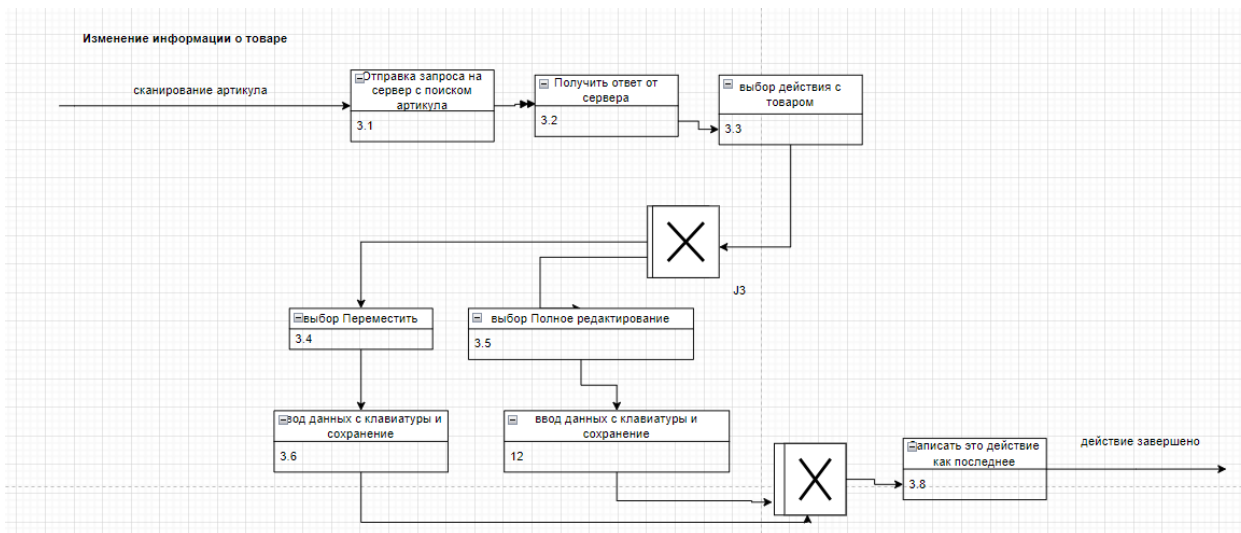 Изменение информации о товаре
сканирование артикула
Отправка запроса на
сервер с поиском
артикула
3.1
Получить ответ от
сервера
3.2
выбор действия с
товаром
3.3
J3
выбор Переместить
3.4
выбор Полное редактирование
3.5
ввод данных с клавиатуры и
сохранение
3.6
ввод данных с клавиатуры и
сохранение
12
Записать это действие
как последнее
3.8
действие завершено